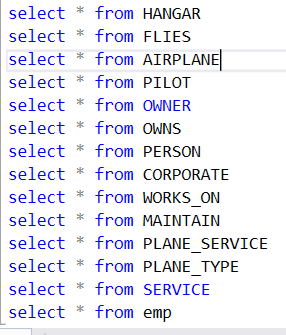 select * from HANGAR
select * from FLIES
select * from AIRPLANE
select * from PILOT
select * from OWNER
select * from OWNS
select * from PERSON
select * from CORPORATE
select * from WORKS_ON
select * from MAINTAIN
select * from PLANE_SERVICE
select * from PLANE_TYPE
select * from SERVICE
select * from emp